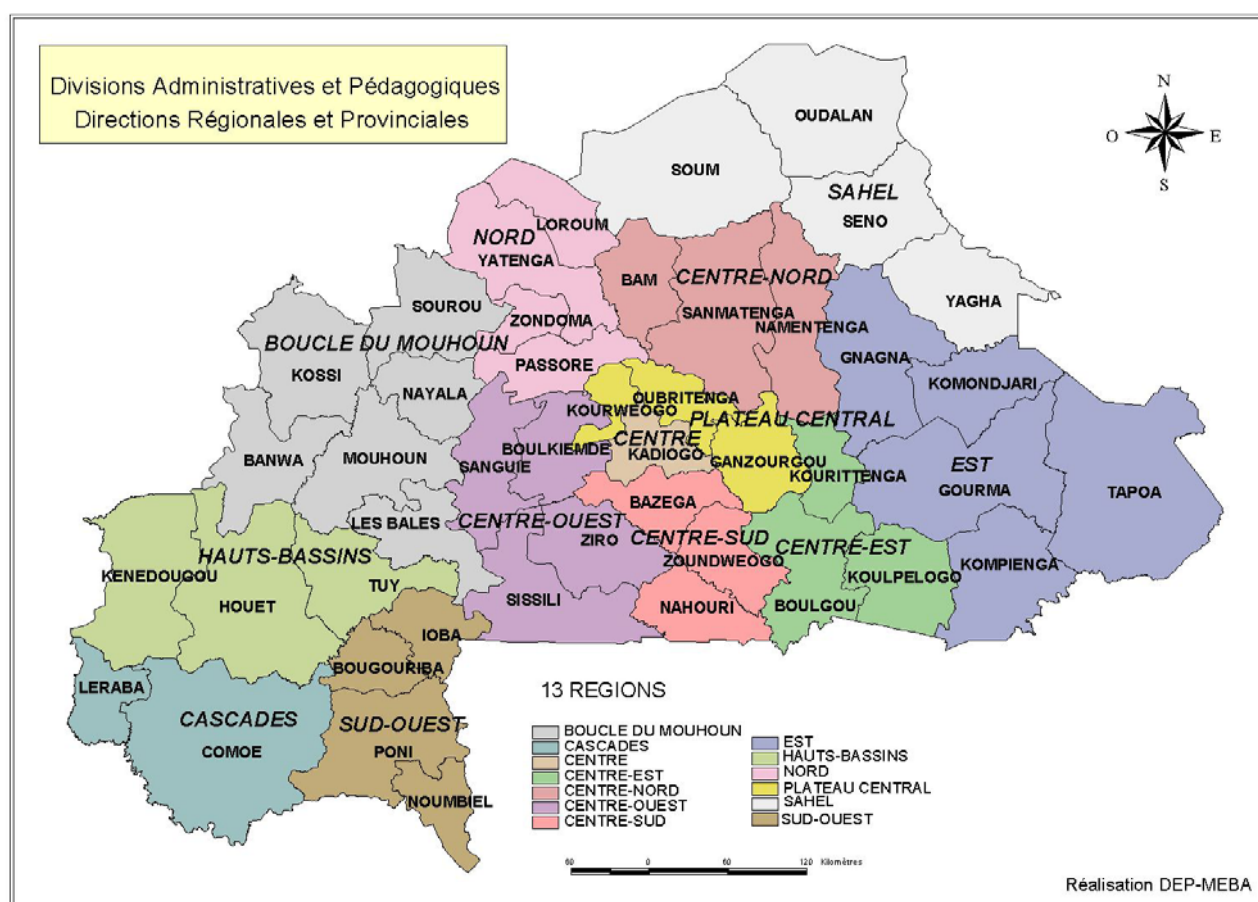 Divisions Administratives et Pédagogiques
Directions Régionales et Provinciales
N
O
E
S
OUDALAN
SOUM
SAHEL
SENO
LOROUM
NORD
YATENGA
BAM
CENTRE-NORD
SANMATENGA
NAMENTENGA
YAGHA
SOUROU
ZONDOMA
BOUCLE DU MOUHOUN
KOSSI
PASSORE
GNAGNA
KOMONDJARI
NAYALA
OUBRITENGA
KOURWEOGO
PLATEAU CENTRAL
BOULKIEMDE
CENTRE
KADIOGO
BANWA
MOUHOUN
SANGUIE
GANZOURGOU
KOURITTENGA
EST
GOURMA
TAPOA
BAZEGA
LES BALES
CENTRE-OUEST
ZIRO
CENTRE-SUD
CENTRE-EST
HAUTS-BASSINS
KENEDOUGOU
ZOUNDWEOGO
KOMPIENGA
TUY
HOUET
SISSILI
NAHOURI
BOULGOU
KOULPELOGO
IOBA
BOUGOURIBA
LERABA
CASCADES
COMOE
SUD-OUEST
PONI
NOUMBIEL
13 REGIONS
BOUCLE DU MOUHOUN
CASCADES
CENTRE
CENTRE-EST
CENTRE-NORD
CENTRE-OUEST
CENTRE-SUD
EST
HAUTS-BASSINS
NORD
PLATEAU CENTRAL
SAHEL
SUD-OUEST
60 0 60 120 Kilomètres
Réalisation DEP-MEBA